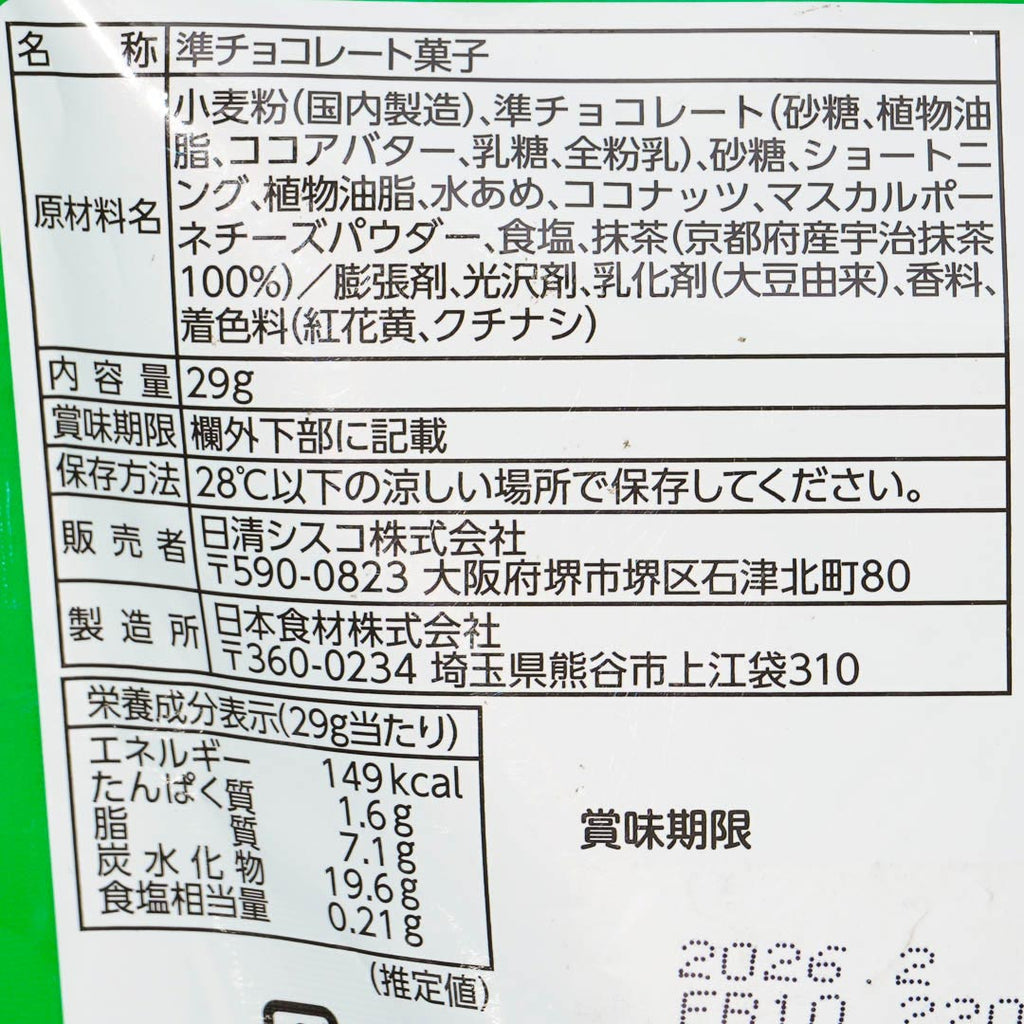 名称 準チョコレート菓子
原材料名 小麦粉(国内製造)、準チョコレート(砂糖、植物油
脂、ココアバター、乳糖、全粉乳)、砂糖、ショートニ
ング、植物油脂、水あめ、ココナッツ、マスカルポー
ネチーズパウダー、食塩、抹茶(京都府産宇治抹茶
100%)／膨張剤、光沢剤、乳化剤(大豆由来)、香料、
着色料(紅花黄、クチナシ)
内容量 29g
賞味期限 欄外下部に記載
保存方法 28℃以下の涼しい場所で保存してください。
販売者 日清シスコ株式会社
〒590-0823 大阪府堺市堺区石津北町80
製造所 日本食材株式会社
〒360-0234 埼玉県熊谷市上江袋310
栄養成分表示(29g当たり)
エネルギー 149kcal
たんぱく質 1.6g
脂質 7.1g
炭水化物 19.6g
食塩相当量 0.21g
(推定値)
賞味期限
2026.2